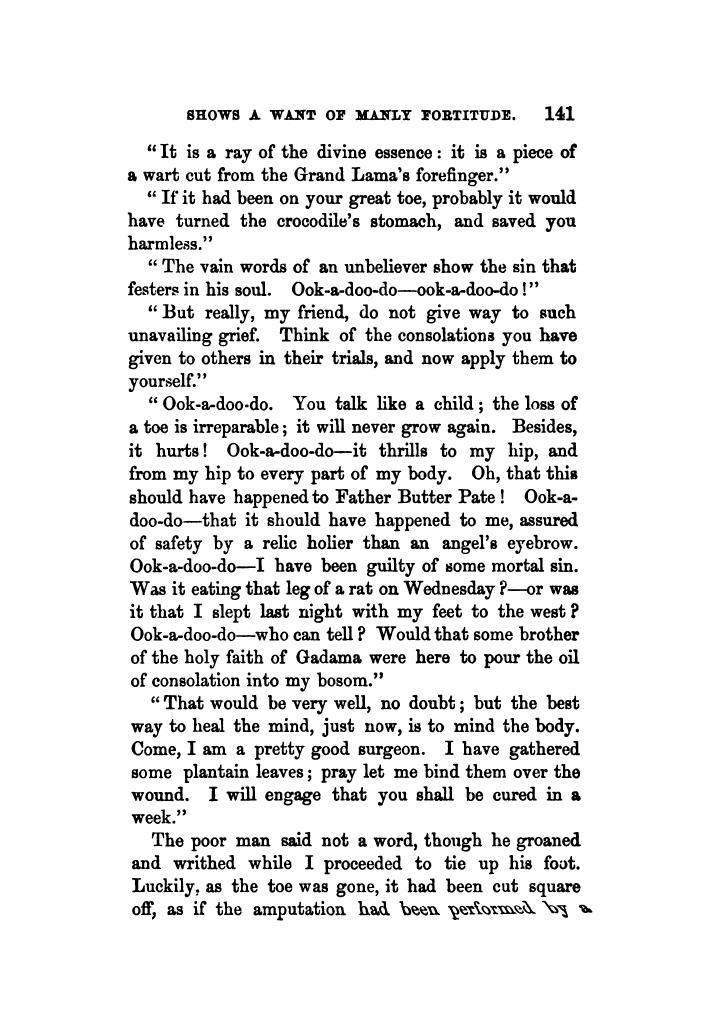 SHOWS A WANT OF MANLY FORTITUDE. 141
"It is a ray of the divine essence: it is a piece of
a wart cut from the Grand Lama's forefinger."
"If it had been on your great toe, probably it would
have turned the crocodile's stomach, and saved you
harmless."
"The vain words of an unbeliever show the sin that
festers in his soul. Ook-a-doo-do—ook-a-doo-do!"
"But really, my friend, do not give way to such
unavailing grief. Think of the consolations you have
given to others in their trials, and now apply them to
yourself."
"Ook-a-doo-do. You talk like a child; the loss of
a toe is irreparable; it will never grow again. Besides,
it hurts! Ook-a-doo-do—it thrills to my hip, and
from my hip to every part of my body. Oh, that this
should have happened to Father Butter Pate! Ook-a-
doo-do—that it should have happened to me, assured
of safety by a relic holier than an angel's eyebrow.
Ook-a-doo-do—I have been guilty of some mortal sin.
Was it eating that leg of a rat on Wednesday?—or was
it that I slept last night with my feet to the west?
Ook-a-doo-do—who can tell? Would that some brother
of the holy faith of Gadama were here to pour the oil
of consolation into my bosom."
"That would be very well, no doubt; but the best
way to heal the mind, just now, is to mind the body.
Come, I am a pretty good surgeon. I have gathered
some plantain leaves; pray let me bind them over the
wound. I will engage that you shall be cured in a
week."
The poor man said not a word, though he groaned
and writhed while I proceeded to tie up his foot.
Luckily, as the toe was gone, it had been cut square
off, as if the amputation had been performed by a